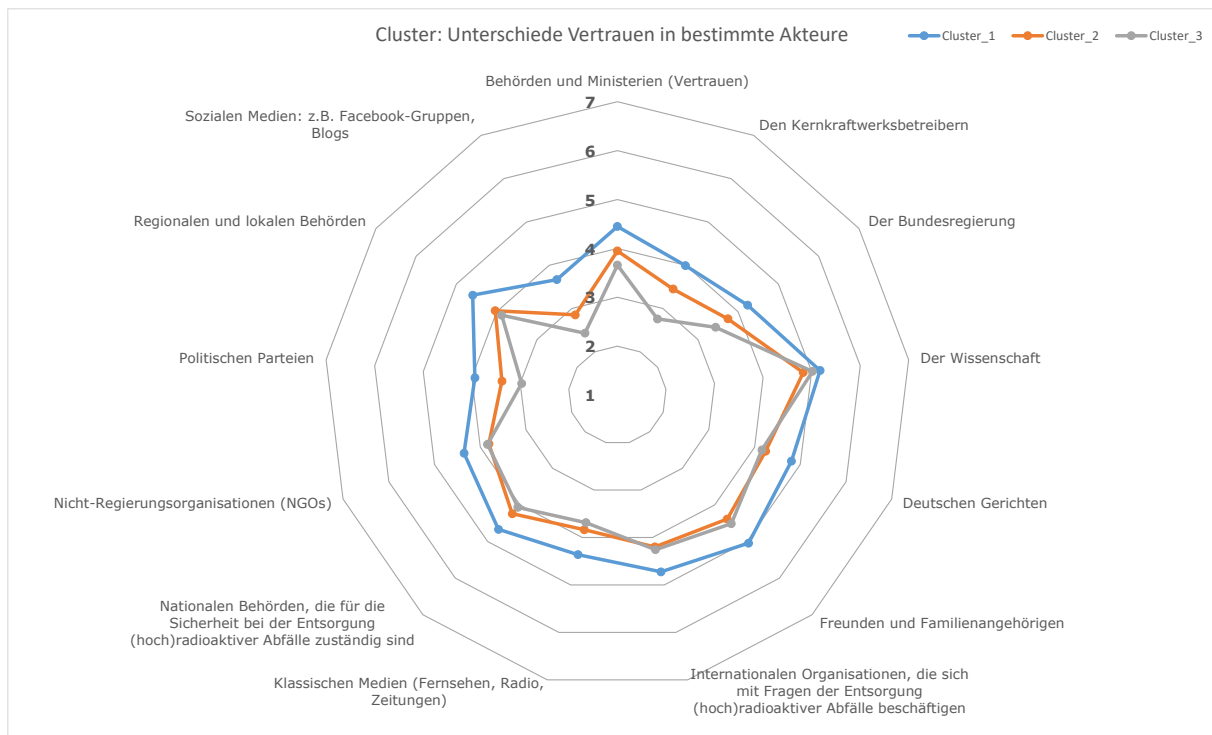 Cluster: Unterschiede Vertrauen in bestimmte Akteure
Cluster_1
Cluster_2
Cluster_3
Behörden und Ministerien (Vertrauen)
Den Kernkraftwerksbetreibern
Der Bundesregierung
Der Wissenschaft
Deutschen Gerichten
Freunden und Familienangehörigen
Internationalen Organisationen, die sich
mit Fragen der Entsorgung
(hoch)radioaktiver Abfälle beschäftigen
Klassischen Medien (Fernsehen, Radio,
Zeitungen)
Nationalen Behörden, die für die
Sicherheit bei der Entsorgung
(hoch)radioaktiver Abfälle zuständig sind
Nicht-Regierungsorganisationen (NGOs)
Politischen Parteien
Regionalen und lokalen Behörden
Sozialen Medien: z.B. Facebook-Gruppen,
Blogs
7
6
5
4
3
2
1